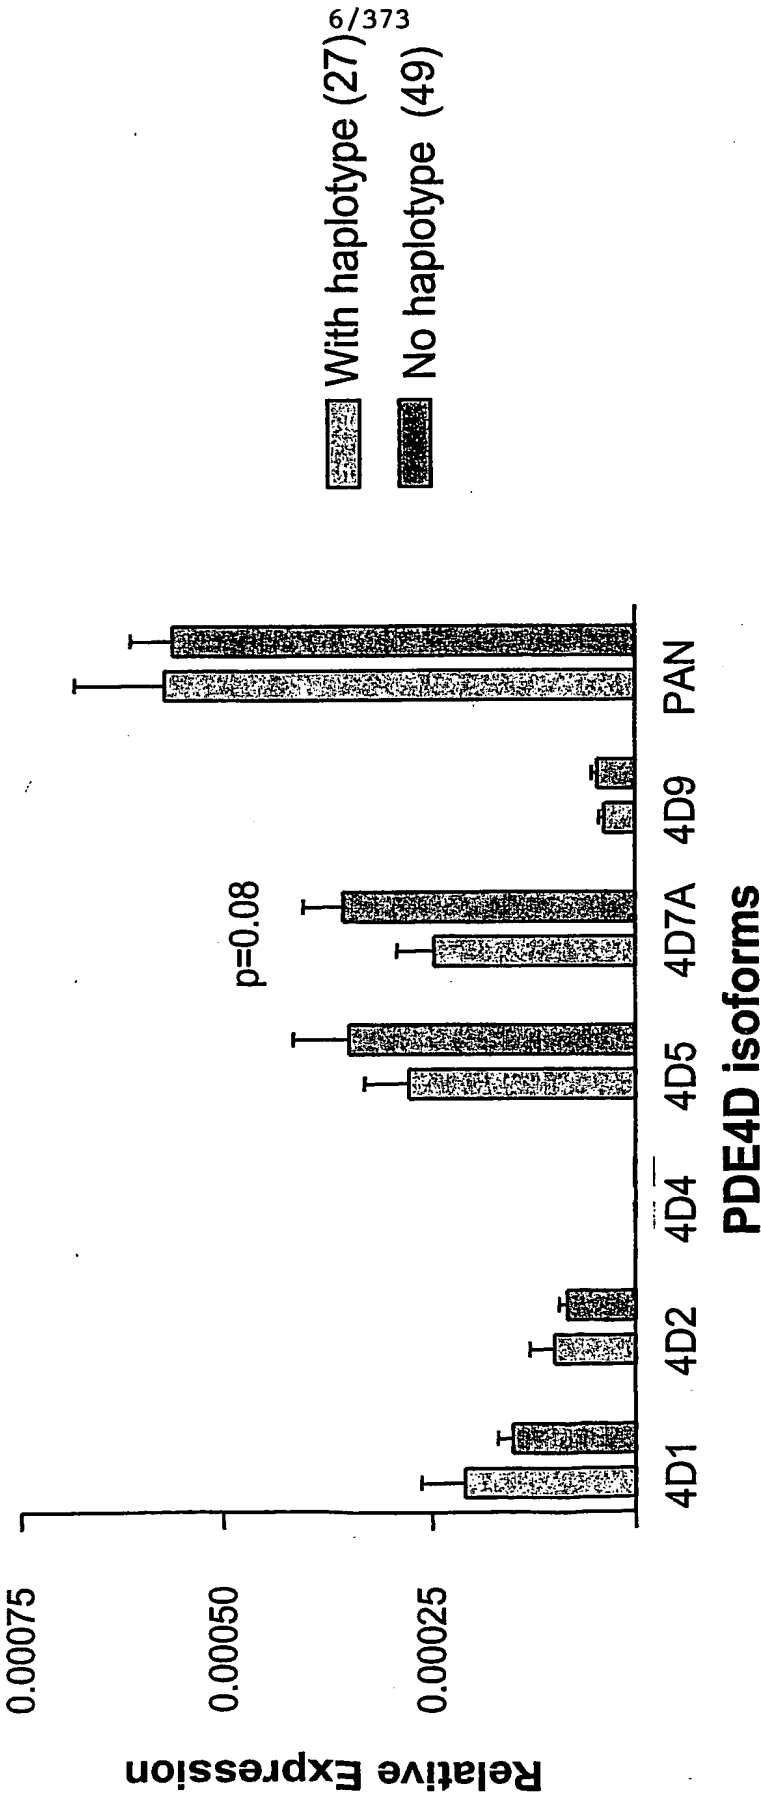 6/373
With haplotype (27)
No haplotype (49)
p=0.08
0.00075
0.00050
0.00025
Relative Expression
4D1 4D2 4D4 4D5 4D7A 4D9 PAN
PDE4D isoforms